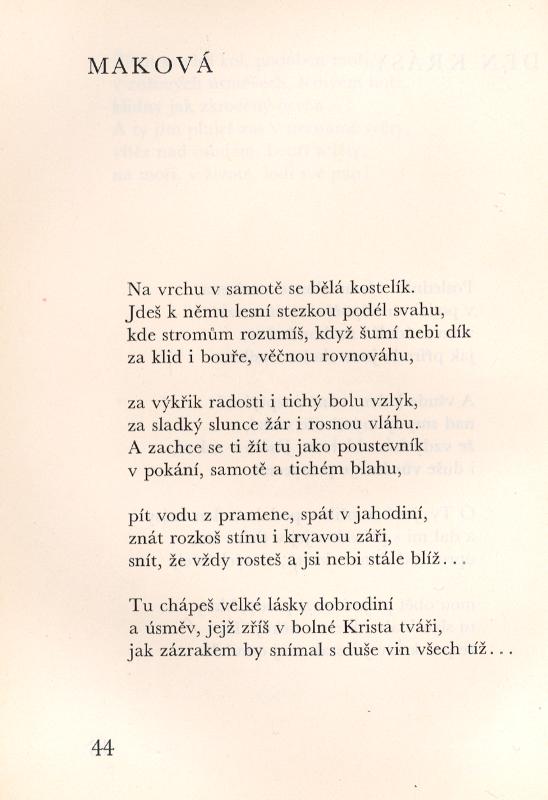 MAKOVÁ
Na vrchu v samotě se bělá kostelík.
Jdeš k němu lesní stezkou podél svahu,
kde stromům rozumíš, když šumí nebi dík
za klid i bouře, věčnou rovnováhu,
za výkřik radosti i tichý bolu vzlyk,
za sladký slunce žár i rosnou vláhu.
A zachce se ti žít tu jako poustevník
v pokání, samotě a tichém blahu,
pít vodu z pramene, spát v jahodiní,
znát rozkoš stínu i krvavou záři,
snít, že vždy rosteš a jsi nebi stále blíž...
Tu chápeš velké lásky dobrodiní
a úsměv, jejž zříš v bolné Krista tváři,
jak zázrakem by snímal s duše vin všech tíž...
44